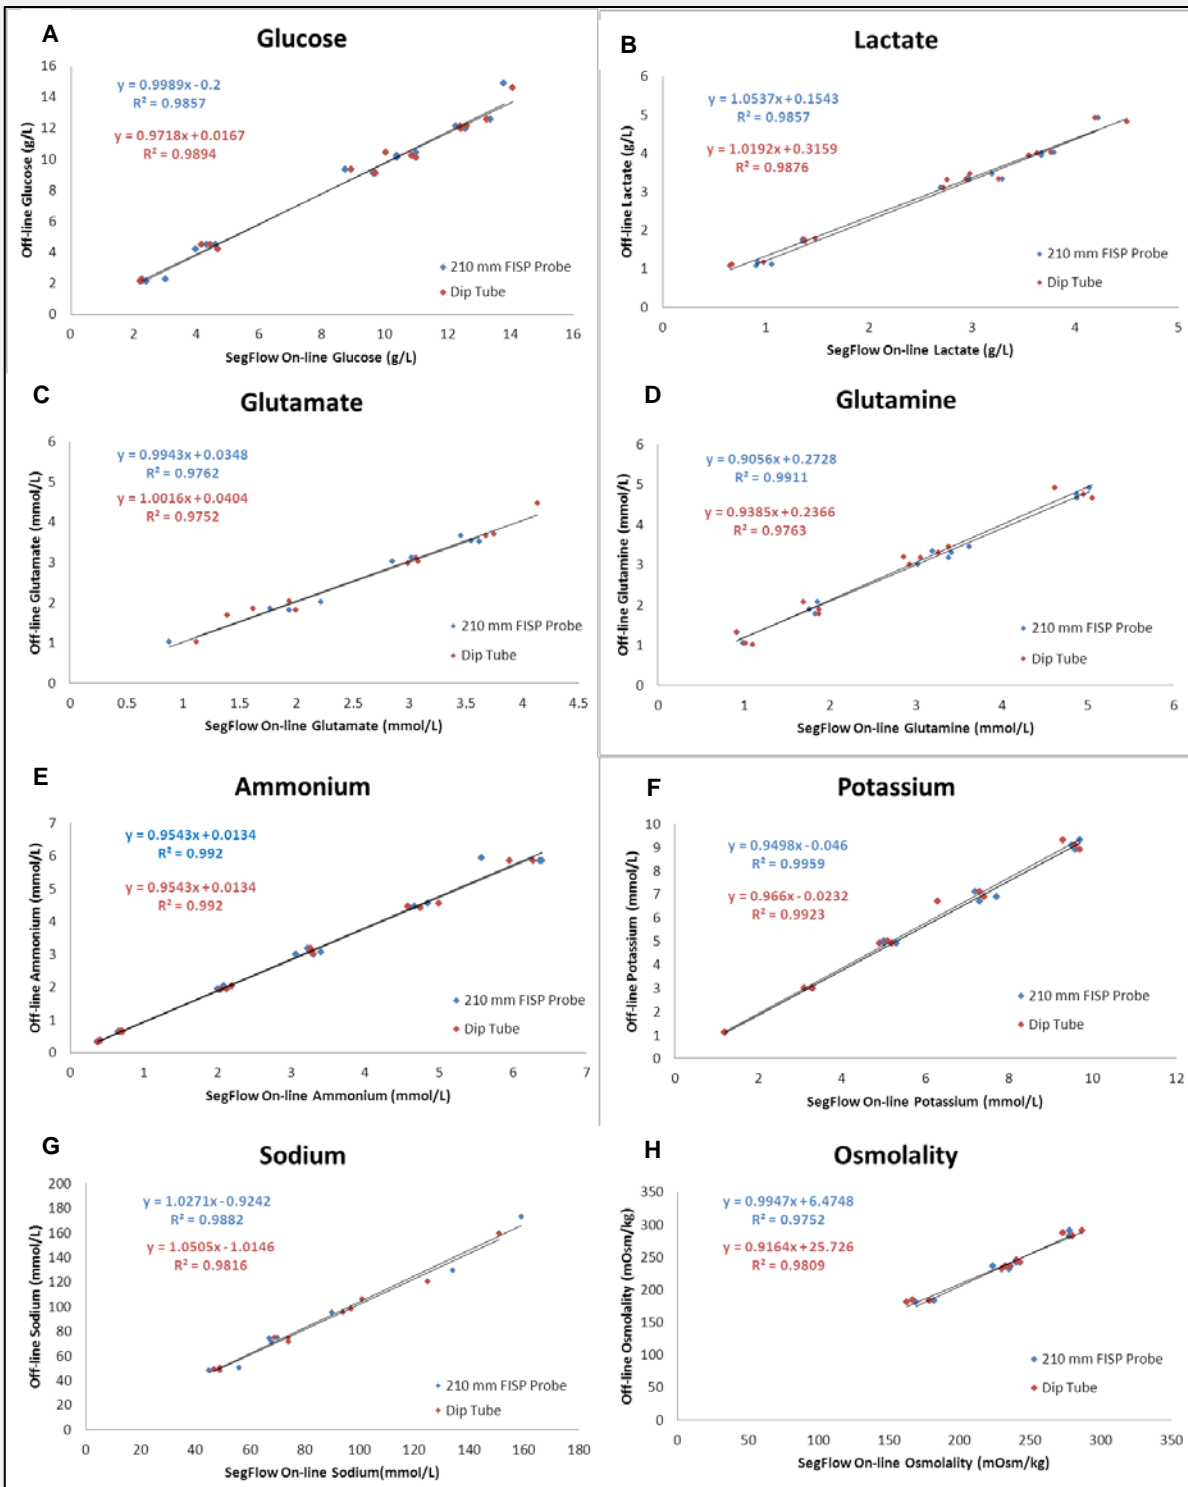 A
Glucose
y = 0.9989x - 0.2
R² = 0.9857
y = 0.9718x + 0.0167
R² = 0.9894
Off-line Glucose (g/L)
16
14
12
10
8
6
4
2
0
210 mm FISP Probe
Dip Tube
0 2 4 6 8 10 12 14 16
SegFlow On-line Glucose (g/L)
B
Lactate
y = 1.0537x + 0.1543
R² = 0.9857
y = 1.0192x + 0.3159
R² = 0.9876
Off-line Lactate (g/L)
6
5
4
3
2
1
0
210 mm FISP Probe
Dip Tube
0 1 2 3 4 5
SegFlow On-line Lactate (g/L)
C
Glutamate
y = 0.9943x + 0.0348
R² = 0.9762
y = 1.0016x + 0.0404
R² = 0.9752
Off-line Glutamate (mmol/L)
6
5
4
3
2
1
0
210 mm FISP Probe
Dip Tube
0 0.5 1 1.5 2 2.5 3 3.5 4 4.5
SegFlow On-line Glutamate (mmol/L)
D
Glutamine
y = 0.9056x + 0.2728
R² = 0.9911
y = 0.9385x + 0.2366
R² = 0.9763
Off-line Glutamine (mmol/L)
6
5
4
3
2
1
0
210 mm FISP Probe
Dip Tube
0 1 2 3 4 5 6
SegFlow On-line Glutamine (mmol/L)
E
Ammonium
y = 0.9543x + 0.0134
R² = 0.992
y = 0.9543x + 0.0134
R² = 0.992
Off-line Ammonium (mmol/L)
7
6
5
4
3
2
1
0
210 mm FISP Probe
Dip Tube
0 1 2 3 4 5 6 7
SegFlow On-line Ammonium (mmol/L)
F
Potassium
y = 0.9498x - 0.046
R² = 0.9959
y = 0.966x - 0.0232
R² = 0.9923
Off-line Potassium (mmol/L)
10
9
8
7
6
5
4
3
2
1
0
210 mm FISP Probe
Dip Tube
0 2 4 6 8 10 12
SegFlow On-line Potassium (mmol/L)
G
Sodium
y = 1.0271x - 0.9242
R² = 0.9882
y = 1.0505x - 1.0146
R² = 0.9816
Off-line Sodium (mmol/L)
200
180
160
140
120
100
80
60
40
20
0
210 mm FISP Probe
Dip Tube
0 20 40 60 80 100 120 140 160 180
SegFlow On-line Sodium(mmol/L)
H
Osmolality
y = 0.9947x + 6.4748
R² = 0.9752
y = 0.9164x + 25.726
R² = 0.9809
Off-line Osmolality (mOsm/kg)
350
300
250
200
150
100
50
0
210 mm FISP Probe
Dip Tube
0 50 100 150 200 250 300 350
SegFlow On-line Osmolality (mOsm/kg)